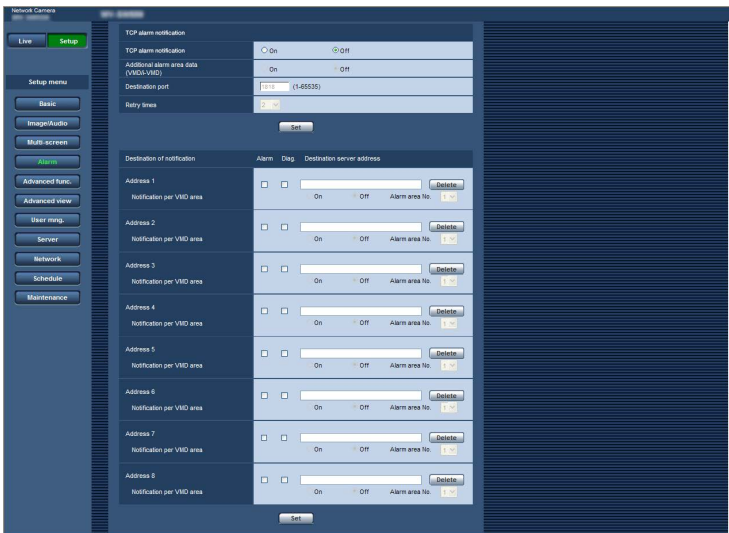 Network Camera
Live Setup
Setup menu
Basic
Image/Audio
Multi-screen
Alarm
Advanced func.
Advanced view
User mng.
Server
Network
Schedule
Maintenance
TCP alarm notification
TCP alarm notification On Off
Additional alarm area data
(VMD/i-VMD) On Off
Destination port 1818 (1-65535)
Retry times 2
Set
Destination of notification Alarm Diag. Destination server address
Address 1 Delete
Notification per VMD area On Off Alarm area No. 1
Address 2 Delete
Notification per VMD area On Off Alarm area No. 1
Address 3 Delete
Notification per VMD area On Off Alarm area No. 1
Address 4 Delete
Notification per VMD area On Off Alarm area No. 1
Address 5 Delete
Notification per VMD area On Off Alarm area No. 1
Address 6 Delete
Notification per VMD area On Off Alarm area No. 1
Address 7 Delete
Notification per VMD area On Off Alarm area No. 1
Address 8 Delete
Notification per VMD area On Off Alarm area No. 1
Set